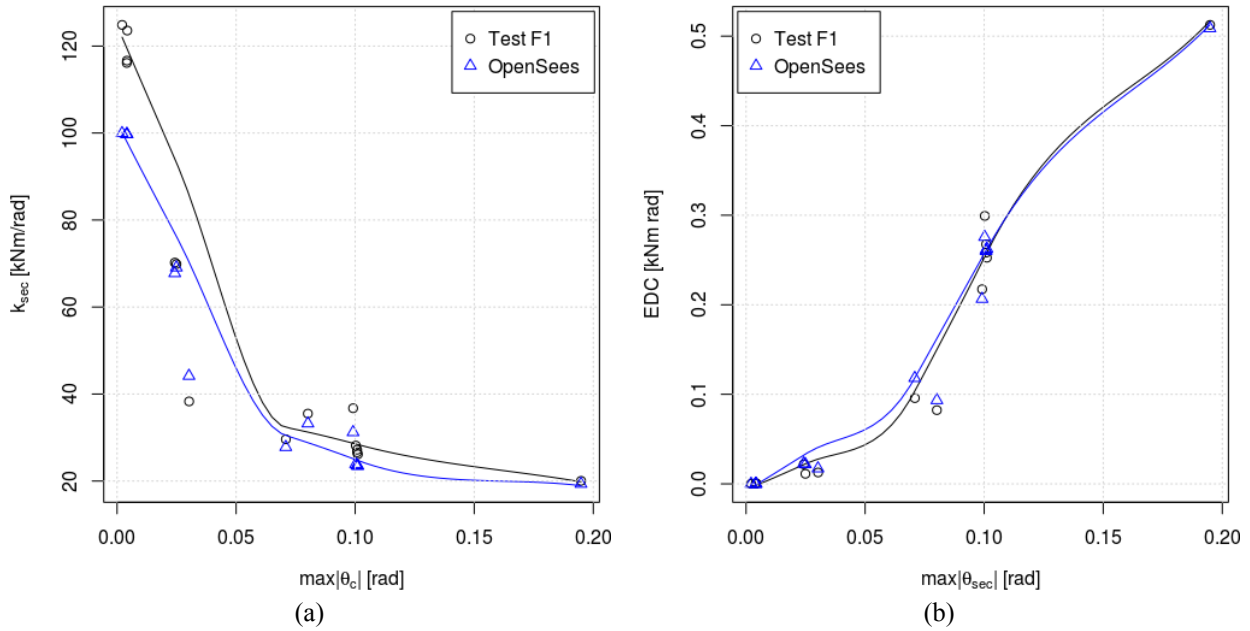 Test F1
OpenSees
120
100
80
60
40
20
k_sec [kNm/rad]
0.00 0.05 0.10 0.15 0.20
max|θ_c| [rad]
(a)
Test F1
OpenSees
0.5
0.4
0.3
0.2
0.1
0.0
EDC [kNm rad]
0.00 0.05 0.10 0.15 0.20
max|θ_sec| [rad]
(b)